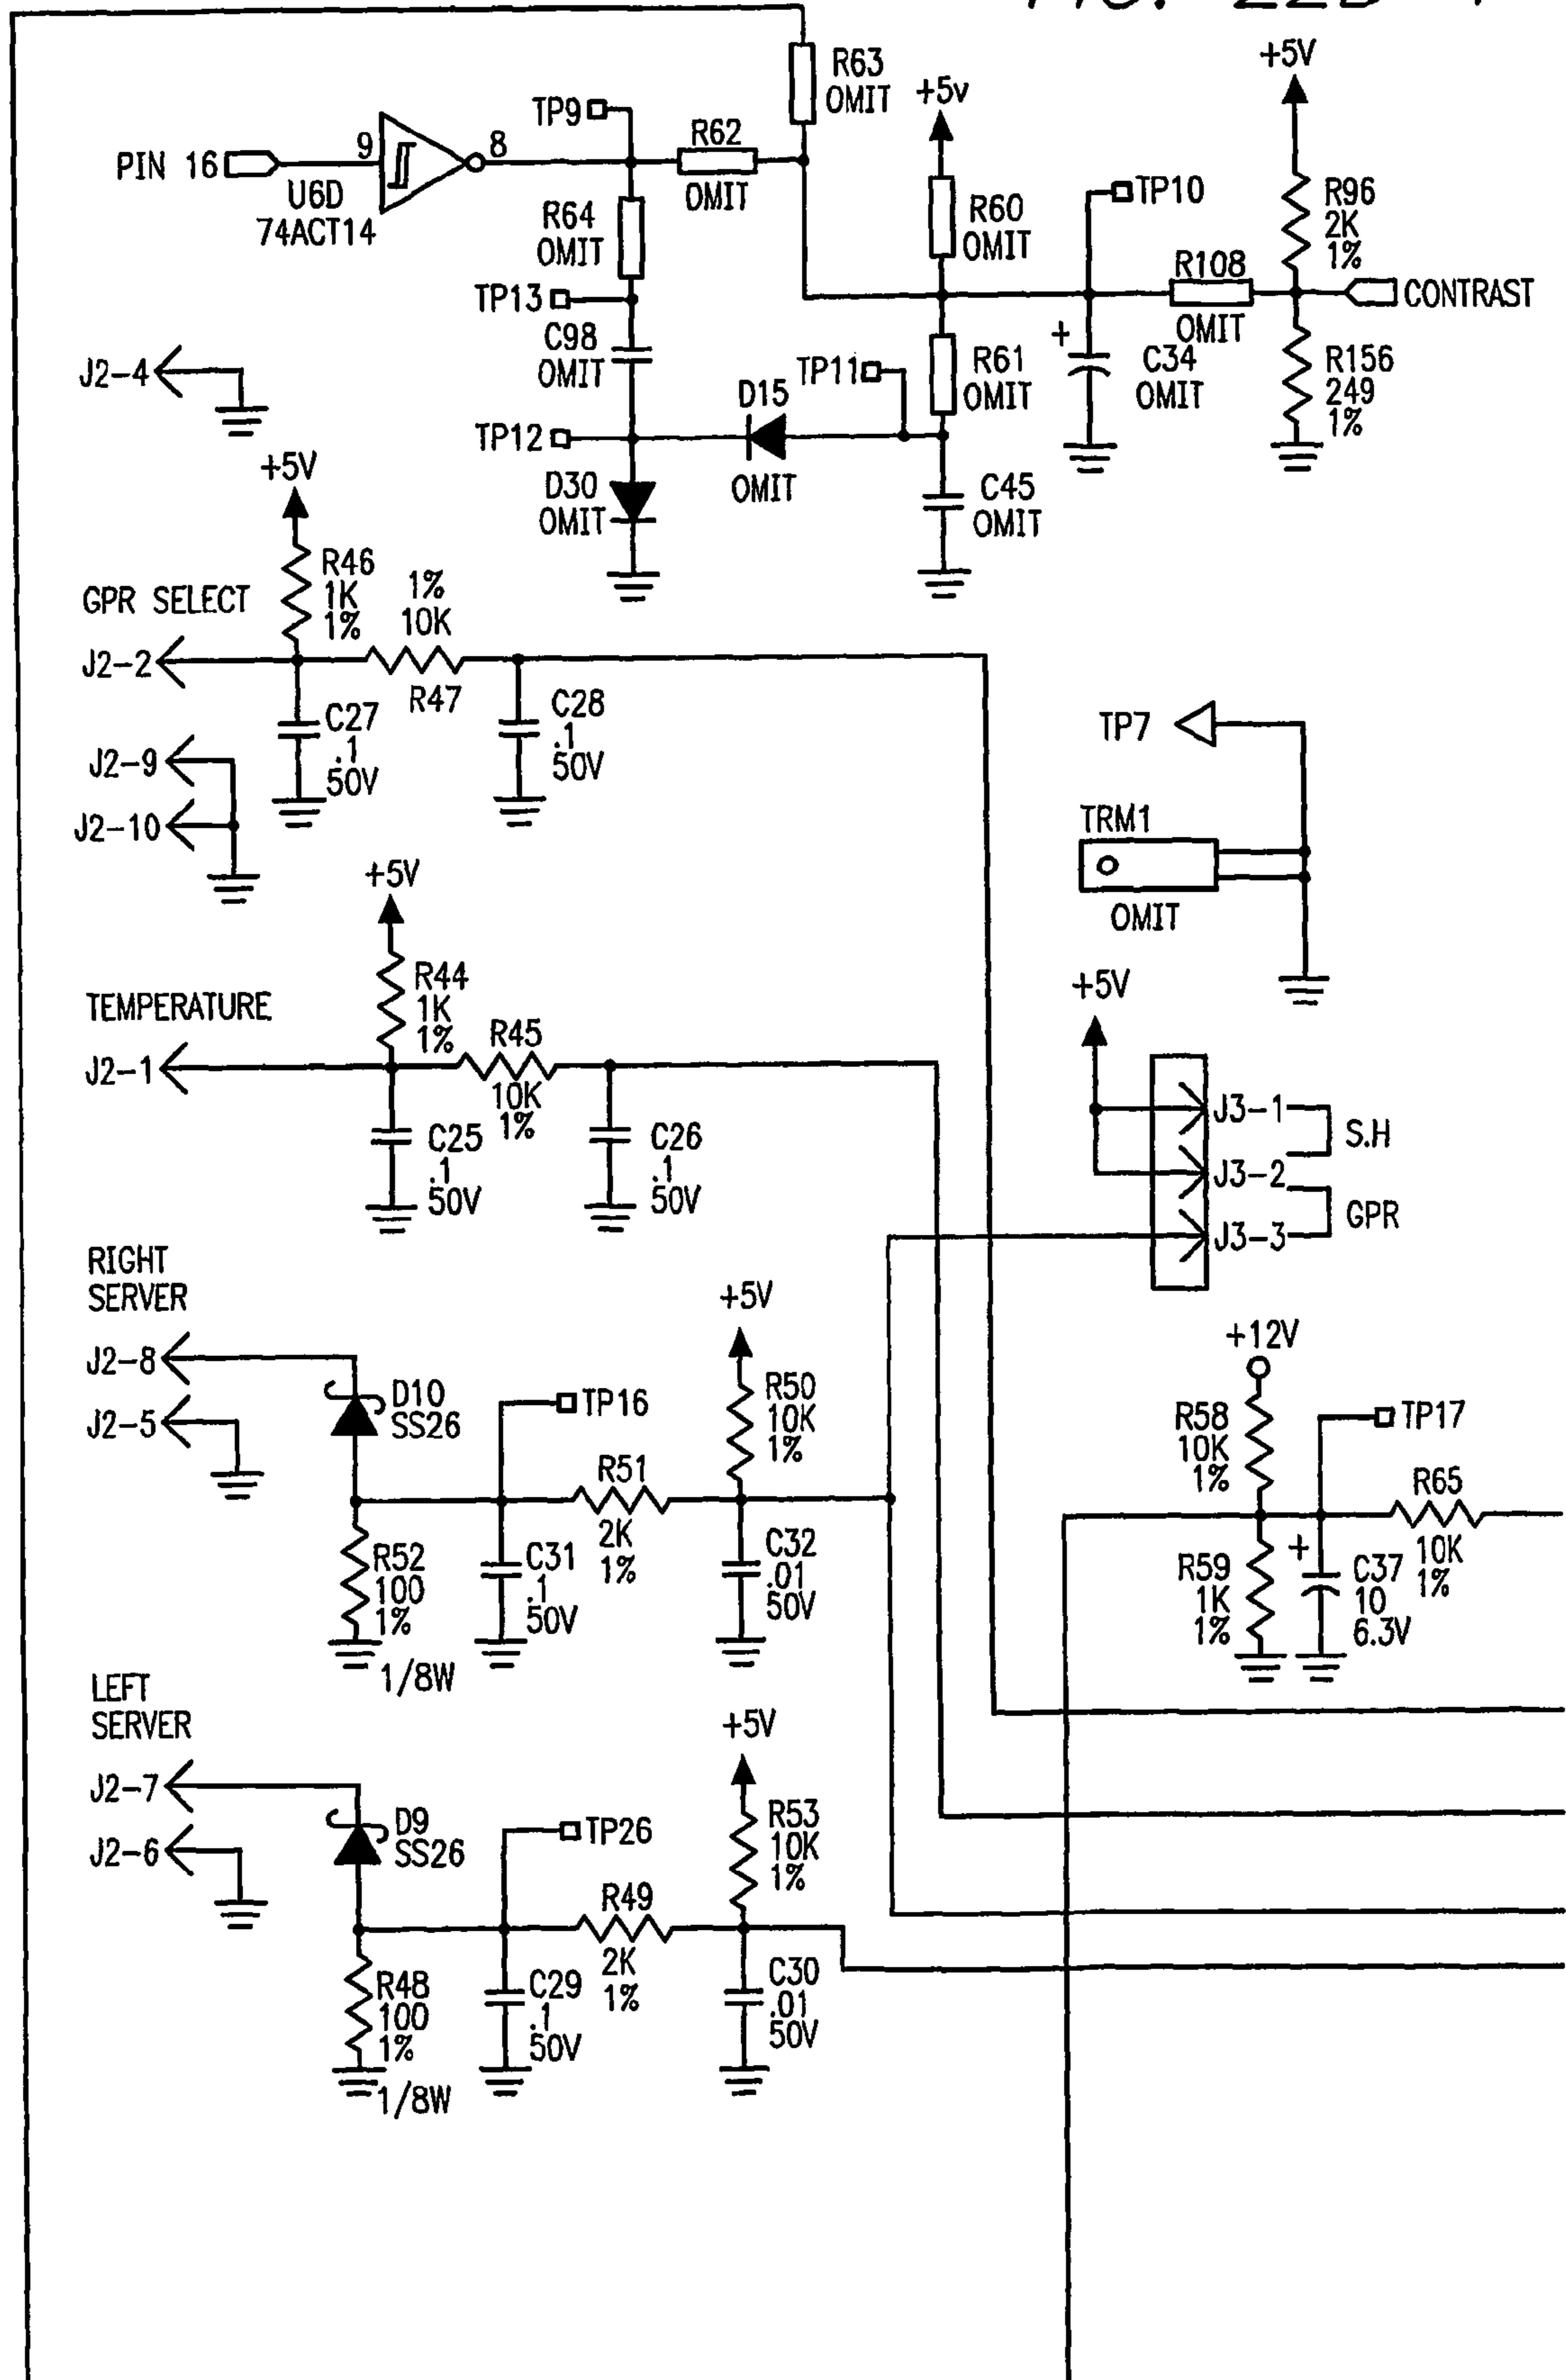 +5V
R63
OMIT
+5v
TP9
R62
OMIT
PIN 16
9
8
U6D
74ACT14
R64
OMIT
TP10
R60
OMIT
R96
2K
1%
TP13
R108
OMIT
CONTRAST
C98
OMIT
+
C34
OMIT
R61
OMIT
TP11
R156
249
1%
J2-4
D15
OMIT
TP12
D30
OMIT
C45
OMIT
+5V
R46
1K
1%
1%
10K
R47
GPR SELECT
J2-2
C27
.1
50V
C28
.1
50V
TP7
J2-9
J2-10
TRM1
OMIT
+5V
R44
1K
1%
R45
10K
1%
TEMPERATURE
J2-1
C25
.1
50V
C26
.1
50V
+5V
J3-1
S.H
J3-2
GPR
J3-3
RIGHT
SERVER
J2-8
J2-5
D10
SS26
TP16
+5V
R50
10K
1%
R51
2K
1%
R52
100
1%
1/8W
C31
.1
50V
C32
.01
50V
+12V
R58
10K
1%
TP17
R65
10K
1%
R59
1K
1%
+
C37
10
6.3V
LEFT
SERVER
J2-7
J2-6
D9
SS26
TP26
+5V
R53
10K
1%
R49
2K
1%
R48
100
1%
1/8W
C29
.1
50V
C30
.01
50V